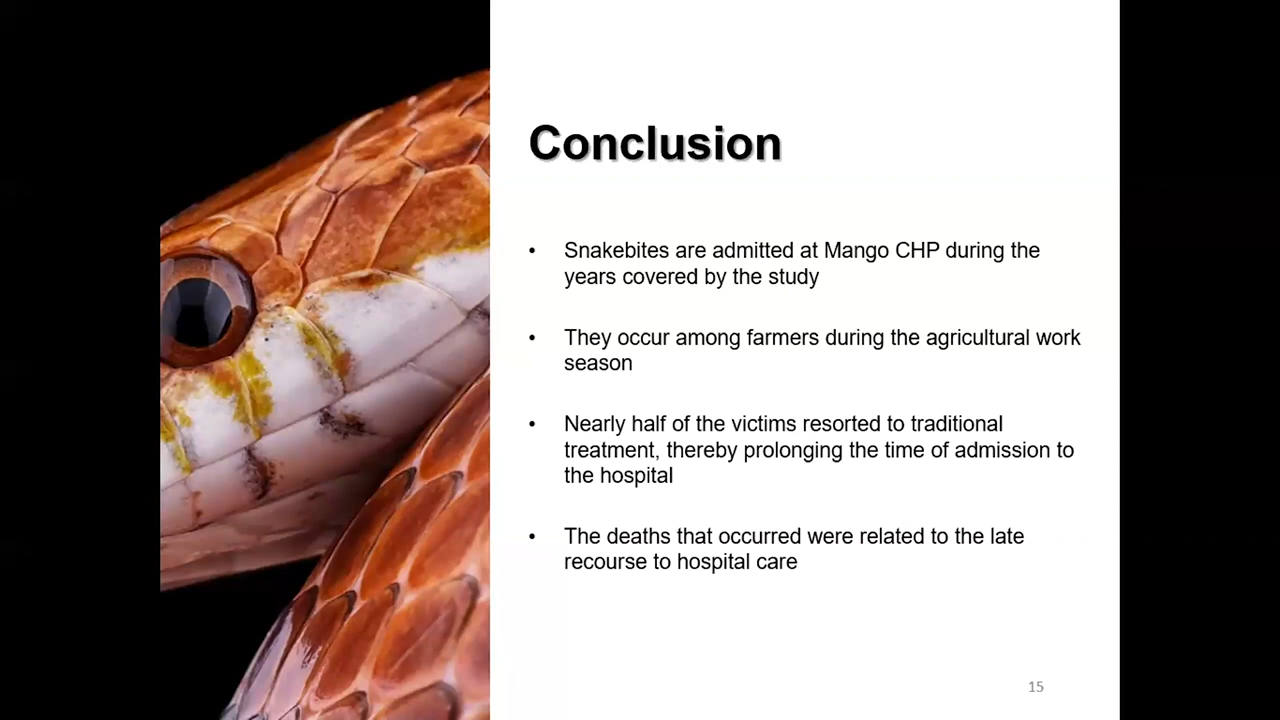 Conclusion
• Snakebites are admitted at Mango CHP during the
years covered by the study
• They occur among farmers during the agricultural work
season
• Nearly half of the victims resorted to traditional
treatment, thereby prolonging the time of admission to
the hospital
• The deaths that occurred were related to the late
recourse to hospital care
15